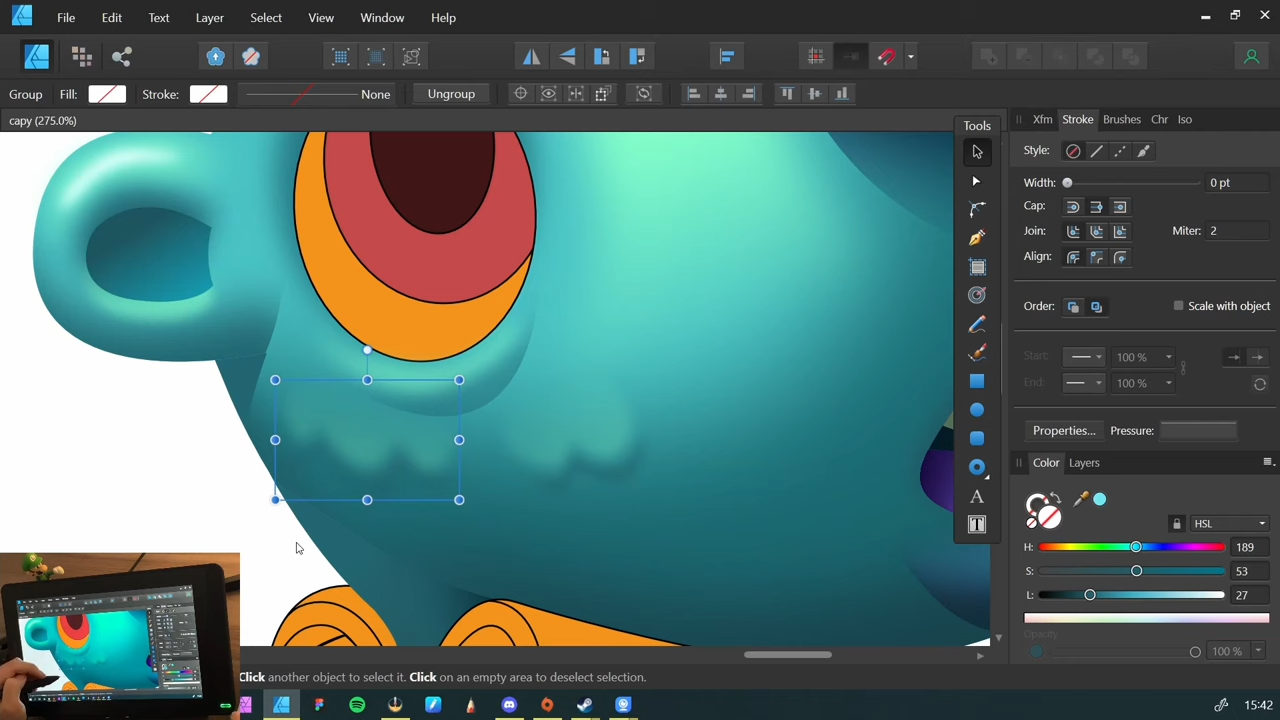 File Edit Text Layer Select View Window Help
Group Fill: Stroke: None Ungroup
capy (275.0%)
Tools
Xfm Stroke Brushes Chr Iso
Style:
Width: 0 pt
Cap:
Join: Miter: 2
Align:
Order: Scale with object
Start: 100 % 100 %
End: 100 % 100 %
Properties... Pressure:
Color Layers
HSL
H: 189
S: 53
L: 27
Opacity
100 %
A
T
Click another object to select it. Click on an empty area to deselect selection.
15:42